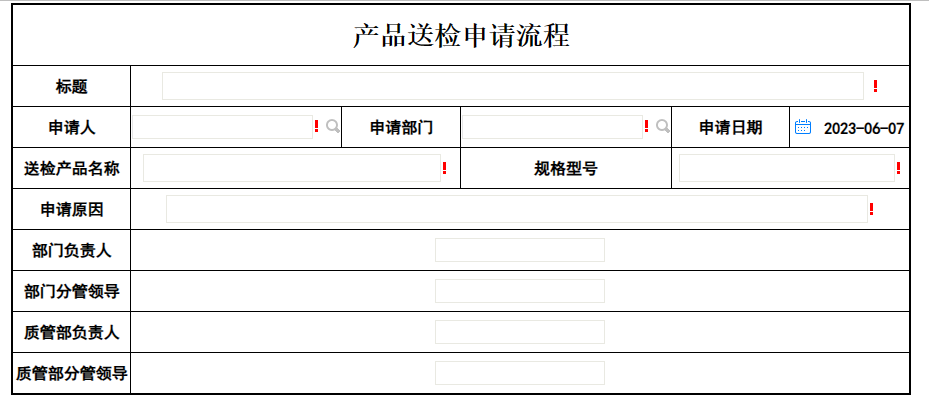 产品送检申请流程
标题
申请人 申请部门 申请日期 2023-06-07
送检产品名称 规格型号
申请原因
部门负责人
部门分管领导
质管部负责人
质管部分管领导